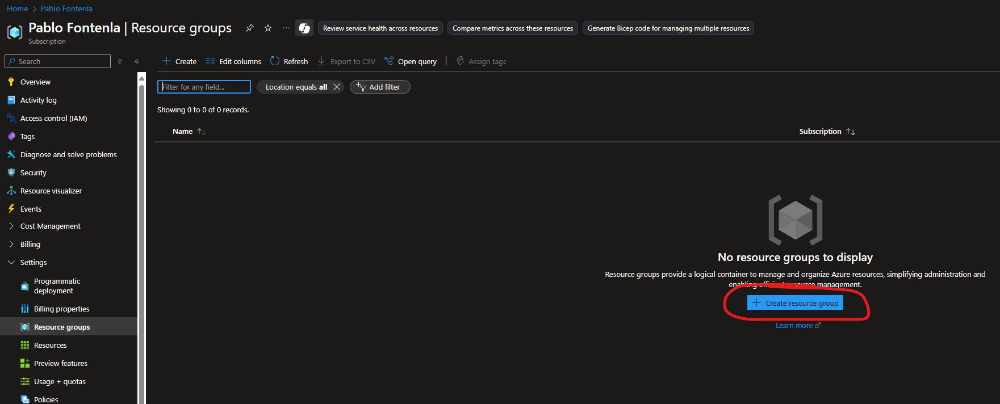 Home > Pablo Fontenla
Pablo Fontenla | Resource groups
Review service health across resources
Compare metrics across these resources
Generate Bicep code for managing multiple resources
Subscription
Search
Create
Edit columns
Refresh
Export to CSV
Open query
Assign tags
Overview
Activity log
Access control (IAM)
Tags
Diagnose and solve problems
Security
Resource visualizer
Events
Cost Management
Billing
Settings
Programmatic
deployment
Billing properties
Resource groups
Resources
Preview features
Usage + quotas
Policies
Filter for any field...
Location equals all
Add filter
Showing 0 to 0 of 0 records.
Name
Subscription
No resource groups to display
Resource groups provide a logical container to manage and organize Azure resources, simplifying administration and
enabling efficient resource management.
Create resource group
Learn more